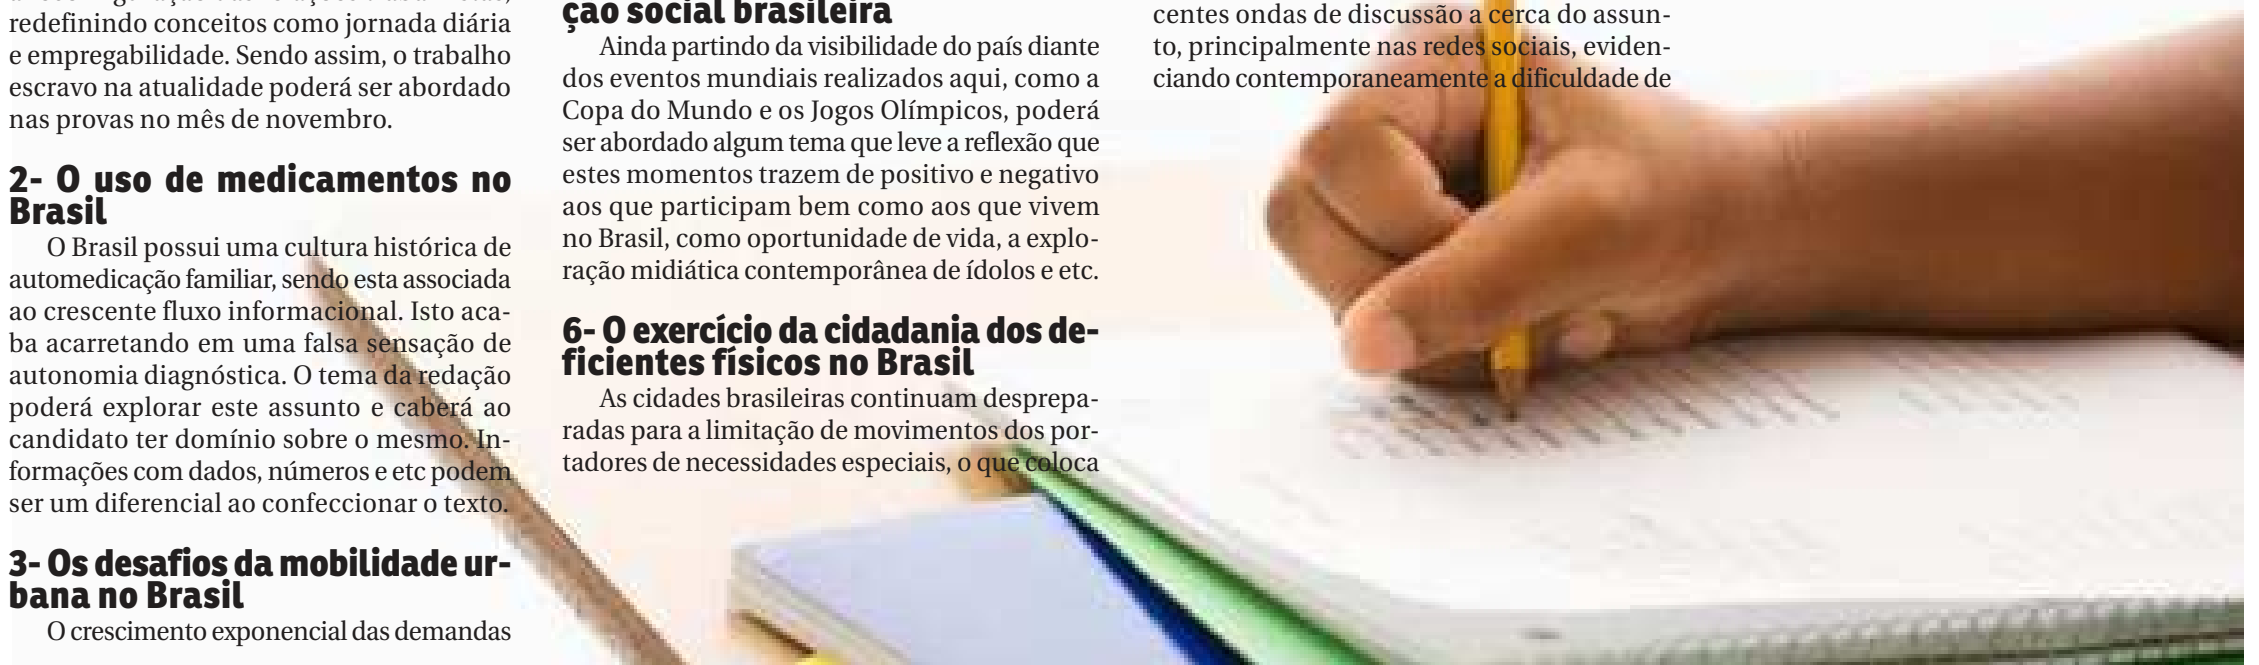 redefinindo conceitos como jornada diária
e empregabilidade. Sendo assim, o trabalho
escravo na atualidade poderá ser abordado
nas provas no mês de novembro.
2- O uso de medicamentos no
Brasil
O Brasil possui uma cultura histórica de
automedicação familiar, sendo esta associada
ao crescente fluxo informacional. Isto aca-
ba acarretando em uma falsa sensação de
autonomia diagnóstica. O tema da redação
poderá explorar este assunto e caberá ao
candidato ter domínio sobre o mesmo. In-
formações com dados, números e etc podem
ser um diferencial ao confeccionar o texto.
3- Os desafios da mobilidade ur-
bana no Brasil
O crescimento exponencial das demandas
ção social brasileira
Ainda partindo da visibilidade do país diante
dos eventos mundiais realizados aqui, como a
Copa do Mundo e os Jogos Olímpicos, poderá
ser abordado algum tema que leve a reflexão que
estes momentos trazem de positivo e negativo
aos que participam bem como aos que vivem
no Brasil, como oportunidade de vida, a explo-
ração midiática contemporânea de ídolos e etc.
6- O exercício da cidadania dos de-
ficientes físicos no Brasil
As cidades brasileiras continuam desprepa-
radas para a limitação de movimentos dos por-
tadores de necessidades especiais, o que coloca
centes ondas de discussão a cerca do assun-
to, principalmente nas redes sociais, eviden-
ciando contemporaneamente a dificuldade de